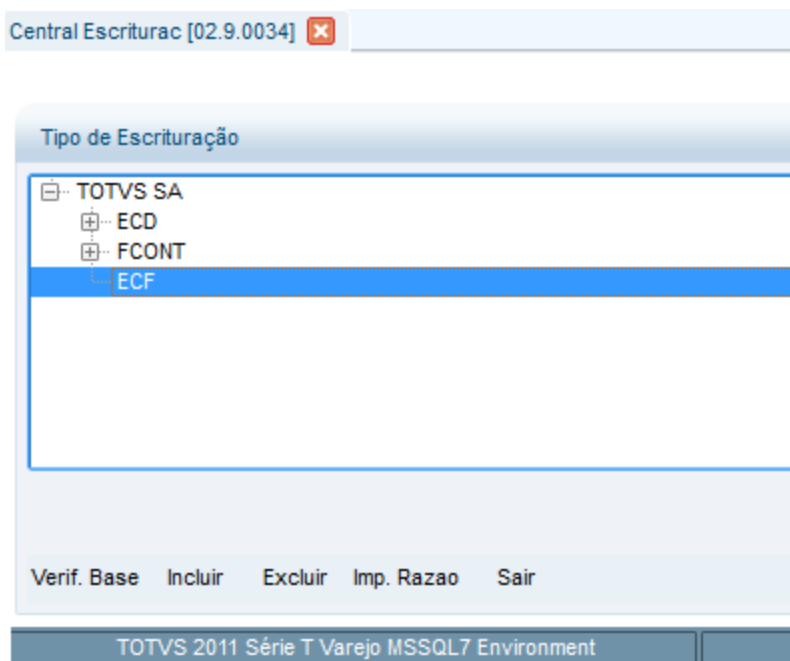 Central Escriturac [02.9.0034]
Tipo de Escrituração
TOTVS SA
ECD
FCONT
ECF
Verif. Base Incluir Excluir Imp. Razao Sair
TOTVS 2011 Série T Varejo MSSQL7 Environment